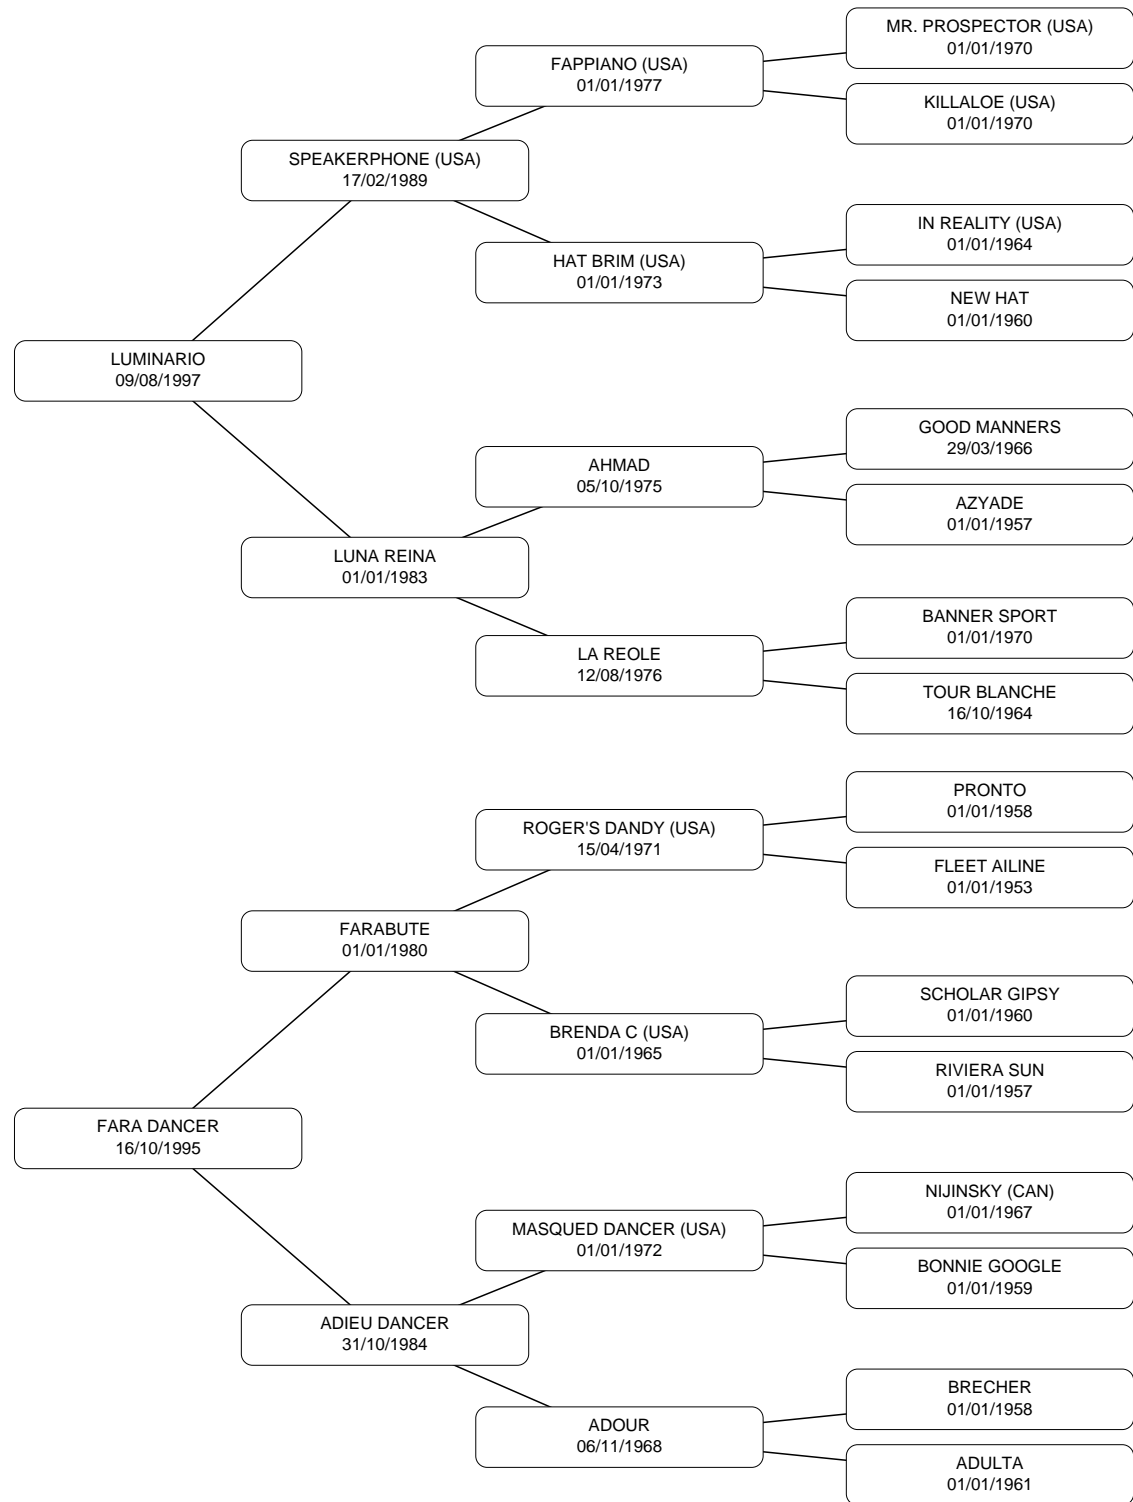 MR. PROSPECTOR (USA)
01/01/1970
FAPPIANO (USA)
01/01/1977
KILLALOE (USA)
01/01/1970
SPEAKERPHONE (USA)
17/02/1989
IN REALITY (USA)
01/01/1964
HAT BRIM (USA)
01/01/1973
NEW HAT
01/01/1960
LUMINARIO
09/08/1997
GOOD MANNERS
29/03/1966
AHMAD
05/10/1975
AZYADE
01/01/1957
LUNA REINA
01/01/1983
BANNER SPORT
01/01/1970
LA REOLE
12/08/1976
TOUR BLANCHE
16/10/1964
PRONTO
01/01/1958
ROGER'S DANDY (USA)
15/04/1971
FLEET AILINE
01/01/1953
FARABUTE
01/01/1980
SCHOLAR GIPSY
01/01/1960
BRENDA C (USA)
01/01/1965
RIVIERA SUN
01/01/1957
FARA DANCER
16/10/1995
NIJINSKY (CAN)
01/01/1967
MASQUED DANCER (USA)
01/01/1972
BONNIE GOOGLE
01/01/1959
ADIEU DANCER
31/10/1984
BRECHER
01/01/1958
ADOUR
06/11/1968
ADULTA
01/01/1961